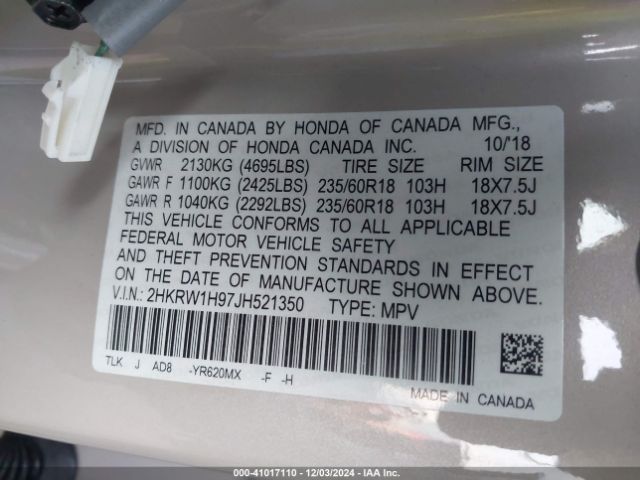 MFD. IN CANADA BY HONDA OF CANADA MFG.,
A DIVISION OF HONDA CANADA INC. 10/'18
GVWR 2130KG (4695LBS) TIRE SIZE RIM SIZE
GAWR F 1100KG (2425LBS) 235/60R18 103H 18X7.5J
GAWR R 1040KG (2292LBS) 235/60R18 103H 18X7.5J
THIS VEHICLE CONFORMS TO ALL APPLICABLE
FEDERAL MOTOR VEHICLE SAFETY
AND THEFT PREVENTION STANDARDS IN EFFECT
ON THE DATE OF MANUFACTURE SHOWN ABOVE.
V.I.N.: 2HKRW1H97JH521350 TYPE: MPV
TLK J AD8 -YR620MX -F -H
MADE IN CANADA
000-41017110 - 12/03/2024 - IAA Inc.